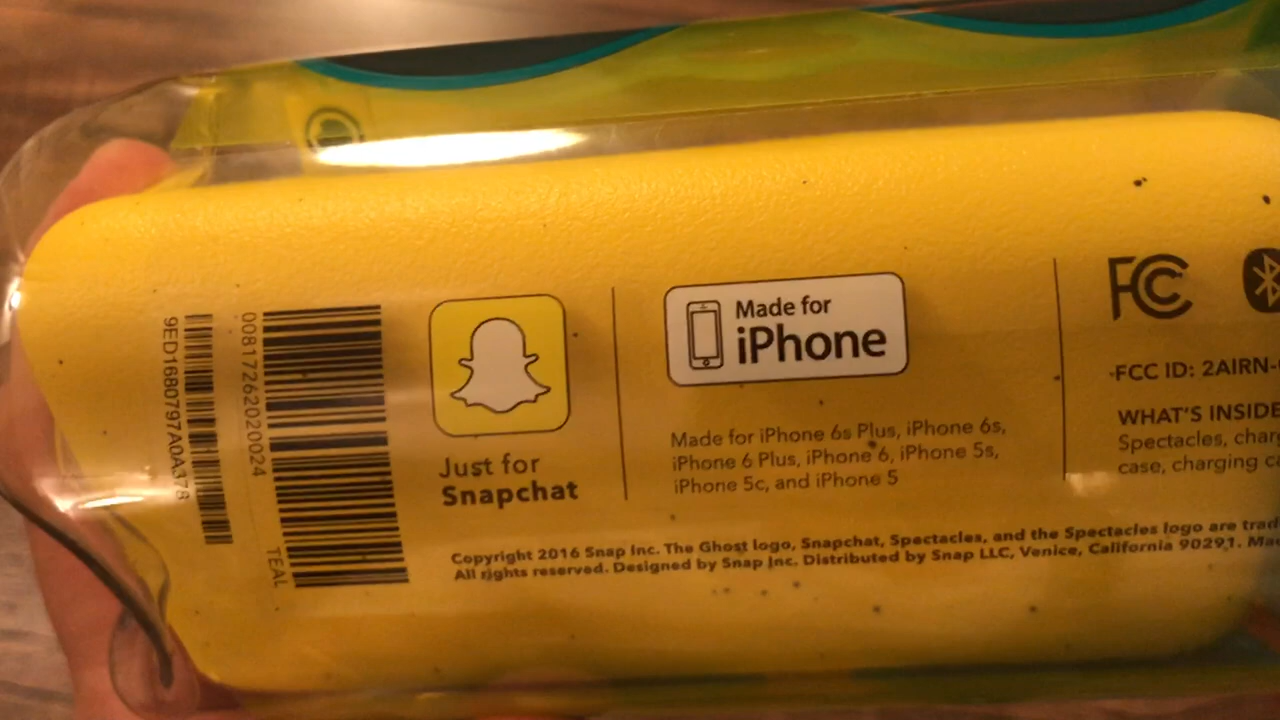 9ED1680797A0A378
00817262020024
TEAL
Just for
Snapchat
Made for
iPhone
Made for iPhone 6s Plus, iPhone 6s,
iPhone 6 Plus, iPhone 6, iPhone 5s,
iPhone 5c, and iPhone 5
FC
FCC ID: 2AIRN-
WHAT'S INSIDE
Spectacles, char
case, charging ca
Copyright 2016 Snap Inc. The Ghost logo, Snapchat, Spectacles, and the Spectacles logo are trad
All rights reserved. Designed by Snap Inc. Distributed by Snap LLC, Venice, California 90291. Ma